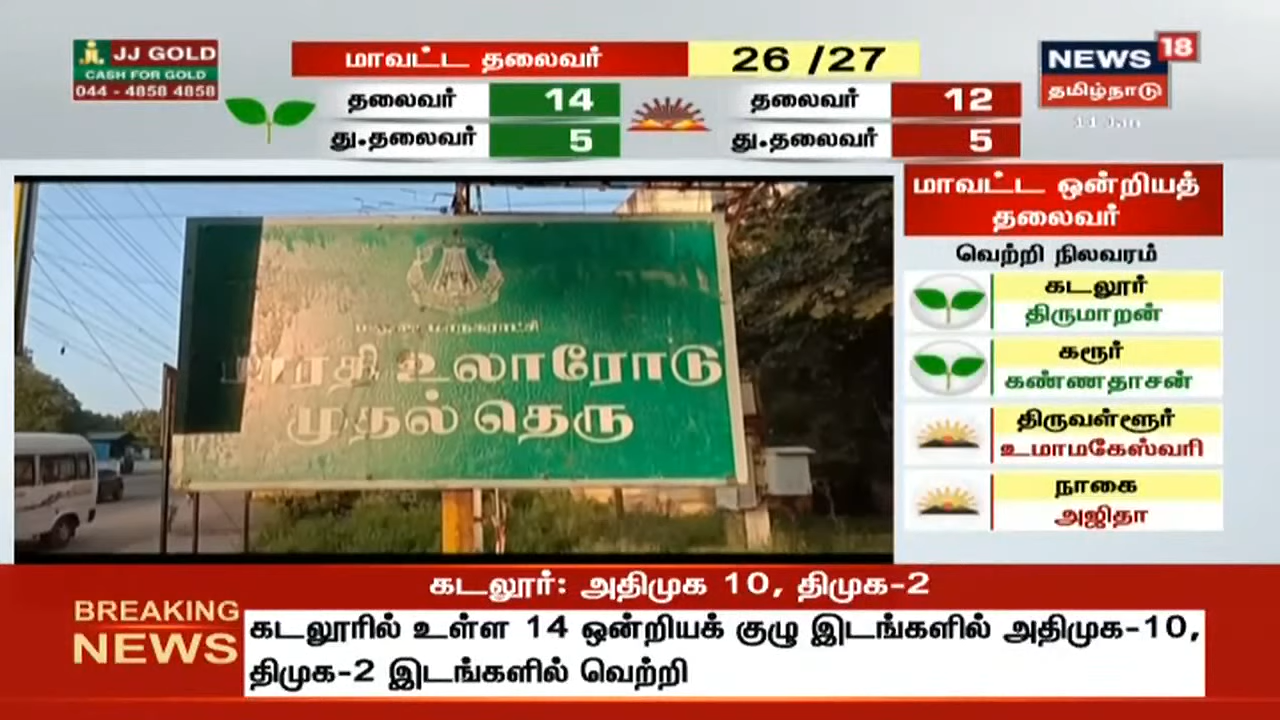 JJ GOLD
CASH FOR GOLD
044 - 4858 4858
மாவட்ட தலைவர் 26 /27
தலைவர் 14
து.தலைவர் 5
தலைவர் 12
து.தலைவர் 5
NEWS 18
தமிழ்நாடு
11 Jan
மாவட்ட ஒன்றியத்
தலைவர்
வெற்றி நிலவரம்
கடலூர்
திருமாறன்
கரூர்
கண்ணதாசன்
திருவள்ளூர்
உமாமகேஸ்வரி
நாகை
அஜிதா
உலாரோடு
முதல் தெரு
கடலூர்: அதிமுக 10, திமுக-2
BREAKING
NEWS
கடலூரில் உள்ள 14 ஒன்றியக் குழு இடங்களில் அதிமுக-10,
திமுக-2 இடங்களில் வெற்றி